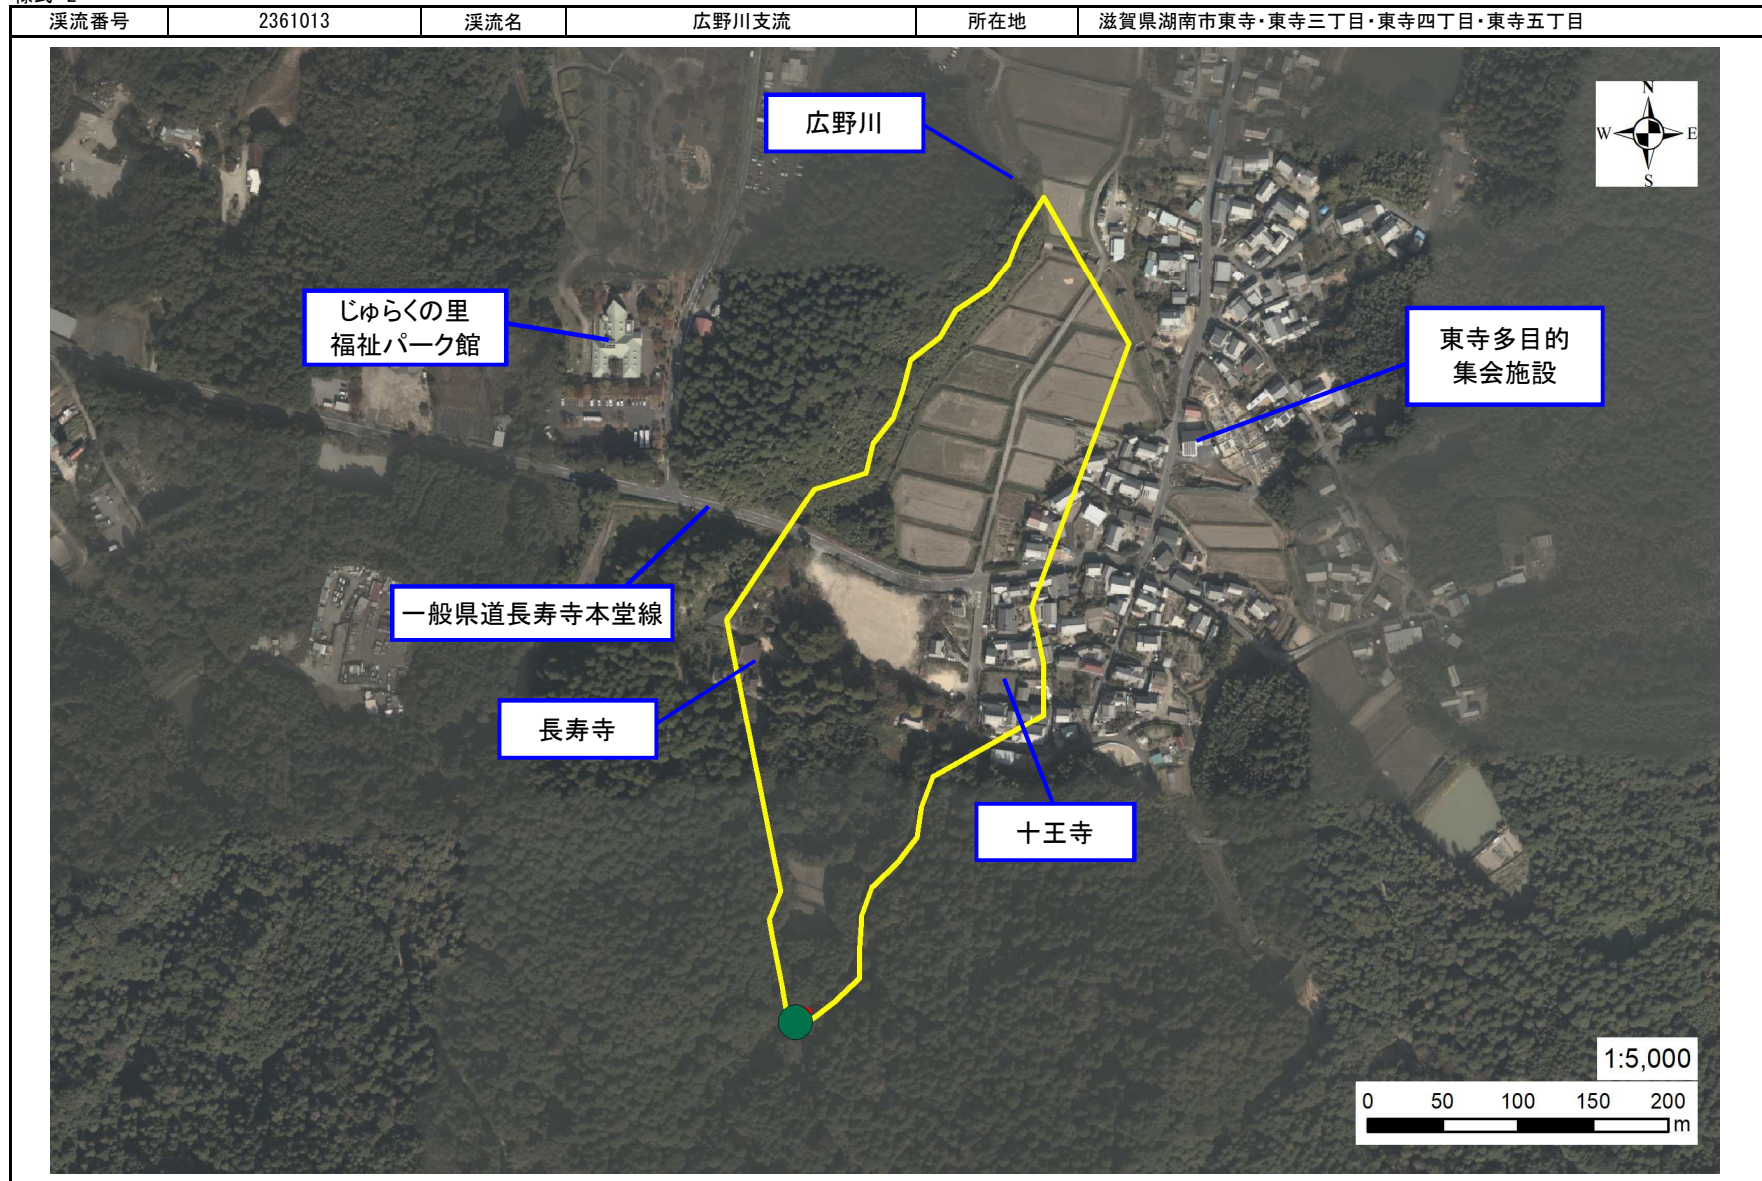 溪流番号
2361013
溪流名
広野川支流
所在地
滋賀県湖南市東寺・東寺三丁目・東寺四丁目・東寺五丁目
広野川
N
W
E
S
じゅらくの里
福祉パーク館
東寺多目的
集会施設
一般県道長寿寺本堂線
長寿寺
十王寺
1:5,000
0 50 100 150 200
m